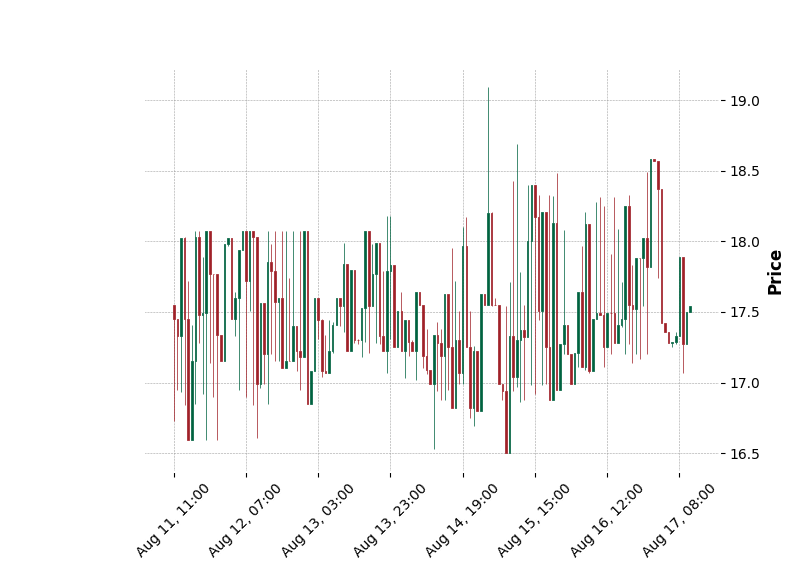 19.0
18.5
18.0
17.5
17.0
16.5
Price
Aug 11, 11:00
Aug 12, 07:00
Aug 13, 03:00
Aug 13, 23:00
Aug 14, 19:00
Aug 15, 15:00
Aug 16, 12:00
Aug 17, 08:00